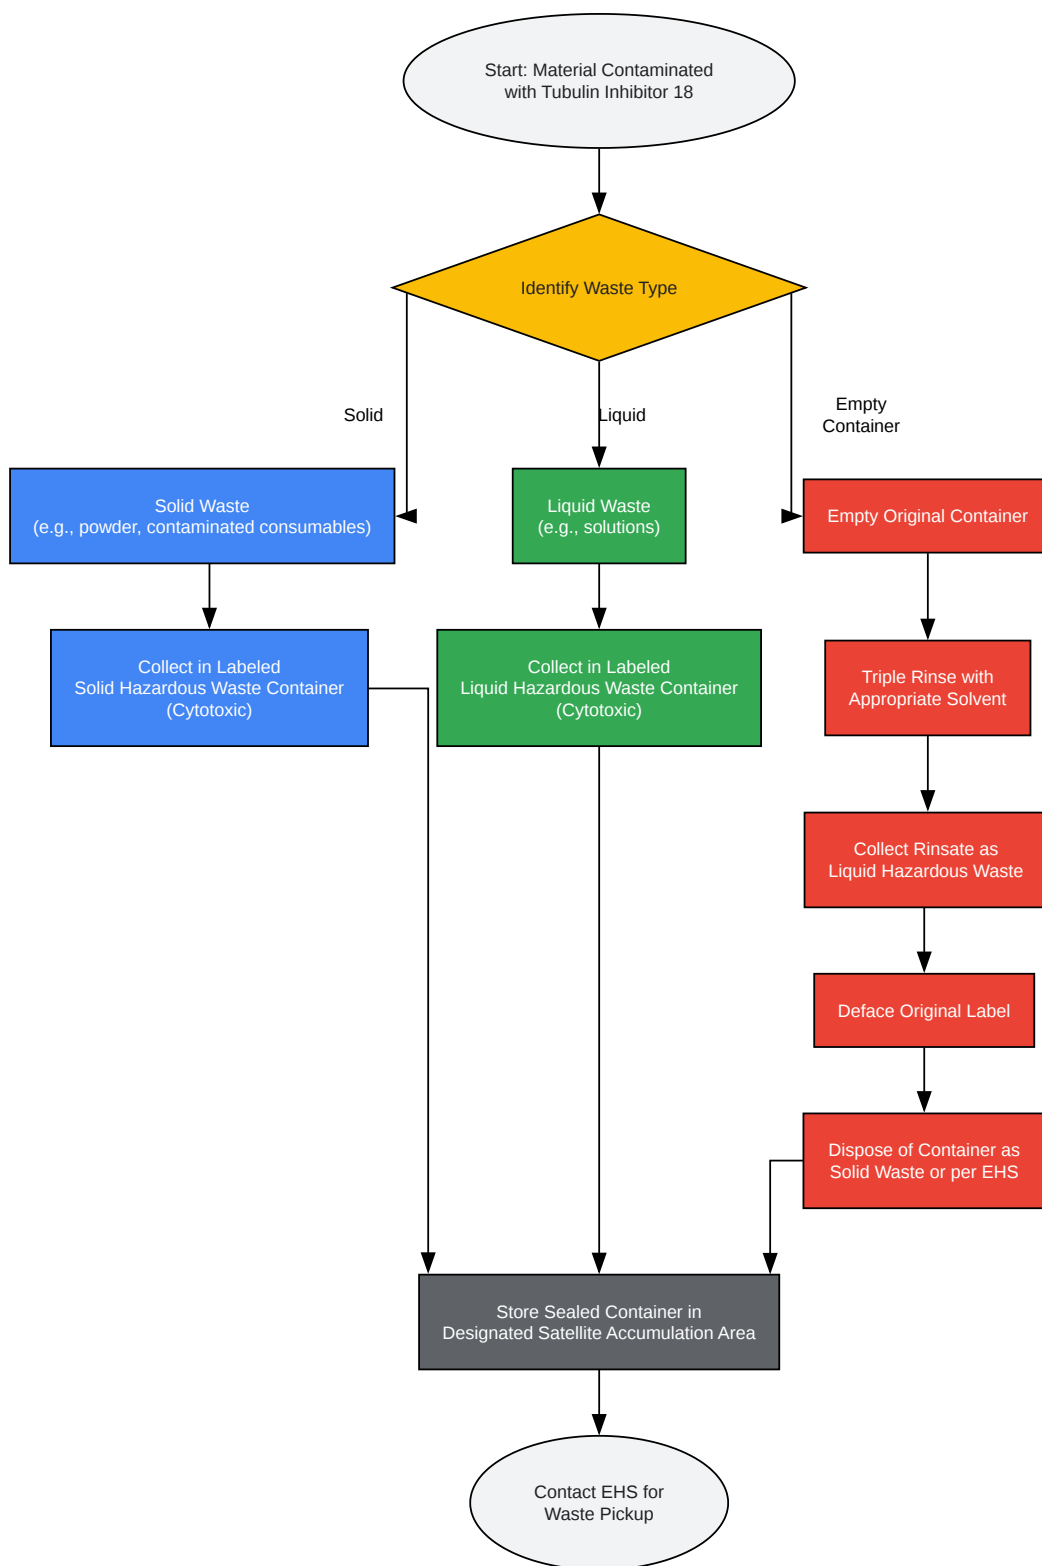 Start: Material Contaminated
with Tubulin Inhibitor 18
Identify Waste Type
Solid
Liquid
Empty
Container
Solid Waste
(e.g., powder, contaminated consumables)
Liquid Waste
(e.g., solutions)
Empty Original Container
Collect in Labeled
Solid Hazardous Waste Container
(Cytotoxic)
Collect in Labeled
Liquid Hazardous Waste Container
(Cytotoxic)
Triple Rinse with
Appropriate Solvent
Collect Rinsate as
Liquid Hazardous Waste
Deface Original Label
Dispose of Container as
Solid Waste or per EHS
Store Sealed Container in
Designated Satellite Accumulation Area
Contact EHS for
Waste Pickup